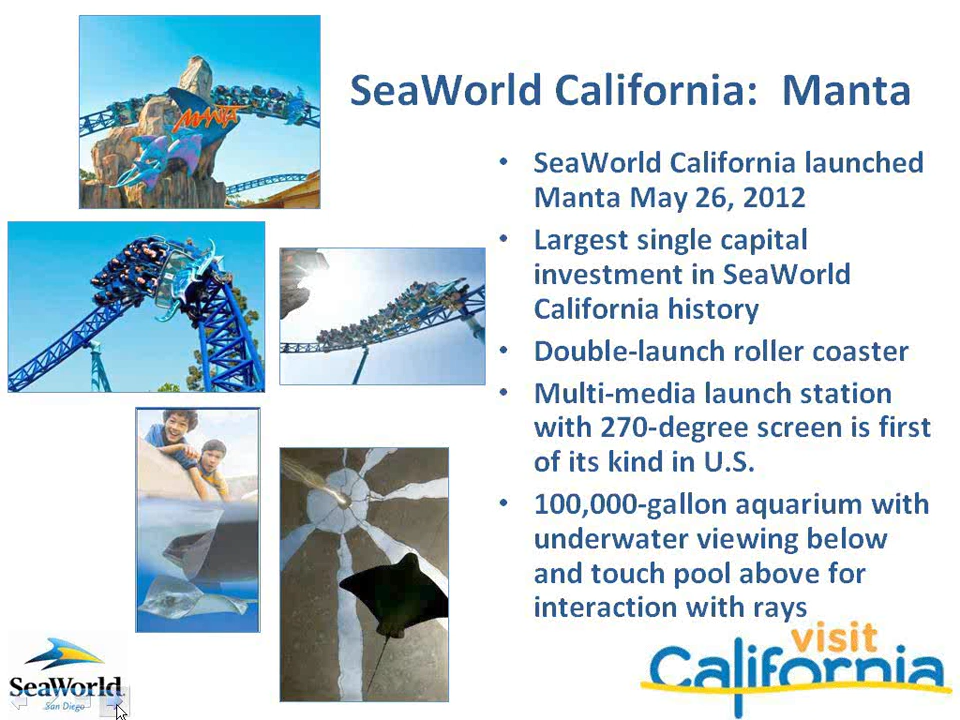 MANTA
SeaWorld California: Manta
• SeaWorld California launched
Manta May 26, 2012
• Largest single capital
investment in SeaWorld
California history
• Double-launch roller coaster
• Multi-media launch station
with 270-degree screen is first
of its kind in U.S.
• 100,000-gallon aquarium with
underwater viewing below
and touch pool above for
interaction with rays
SeaWorld
San Diego
visit
California